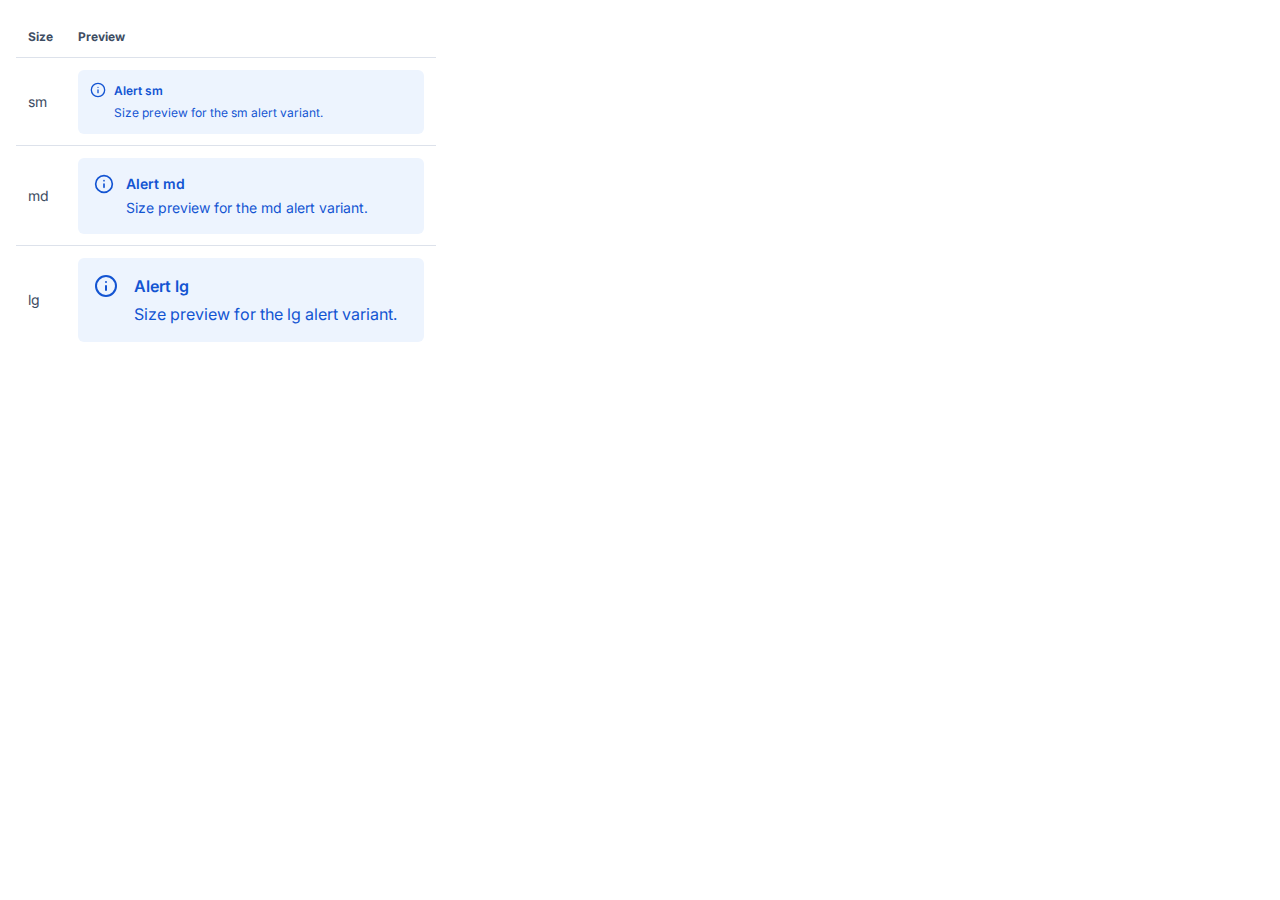 Size Preview
sm
Alert sm
Size preview for the sm alert variant.
md
Alert md
Size preview for the md alert variant.
lg
Alert lg
Size preview for the lg alert variant.